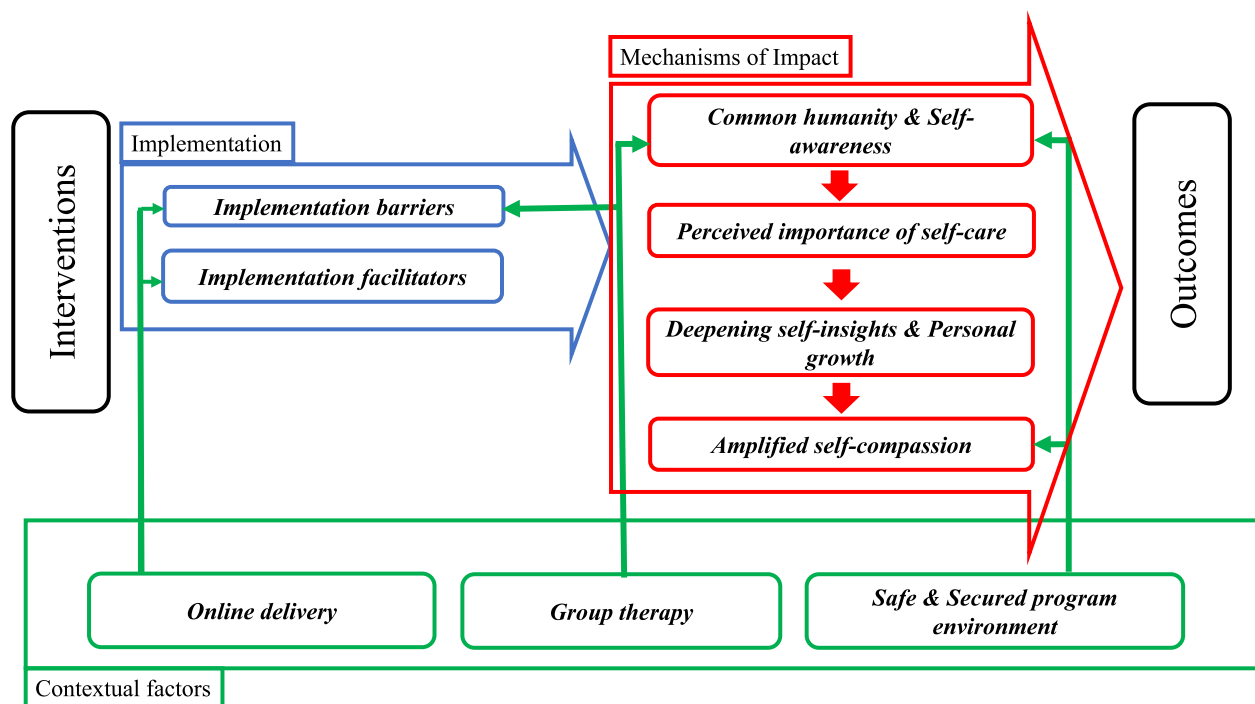 Interventions
Implementation
Implementation barriers
Implementation facilitators
Mechanisms of Impact
Common humanity & Self-
awareness
Perceived importance of self-care
Deepening self-insights & Personal
growth
Amplified self-compassion
Outcomes
Online delivery
Group therapy
Safe & Secured program
environment
Contextual factors